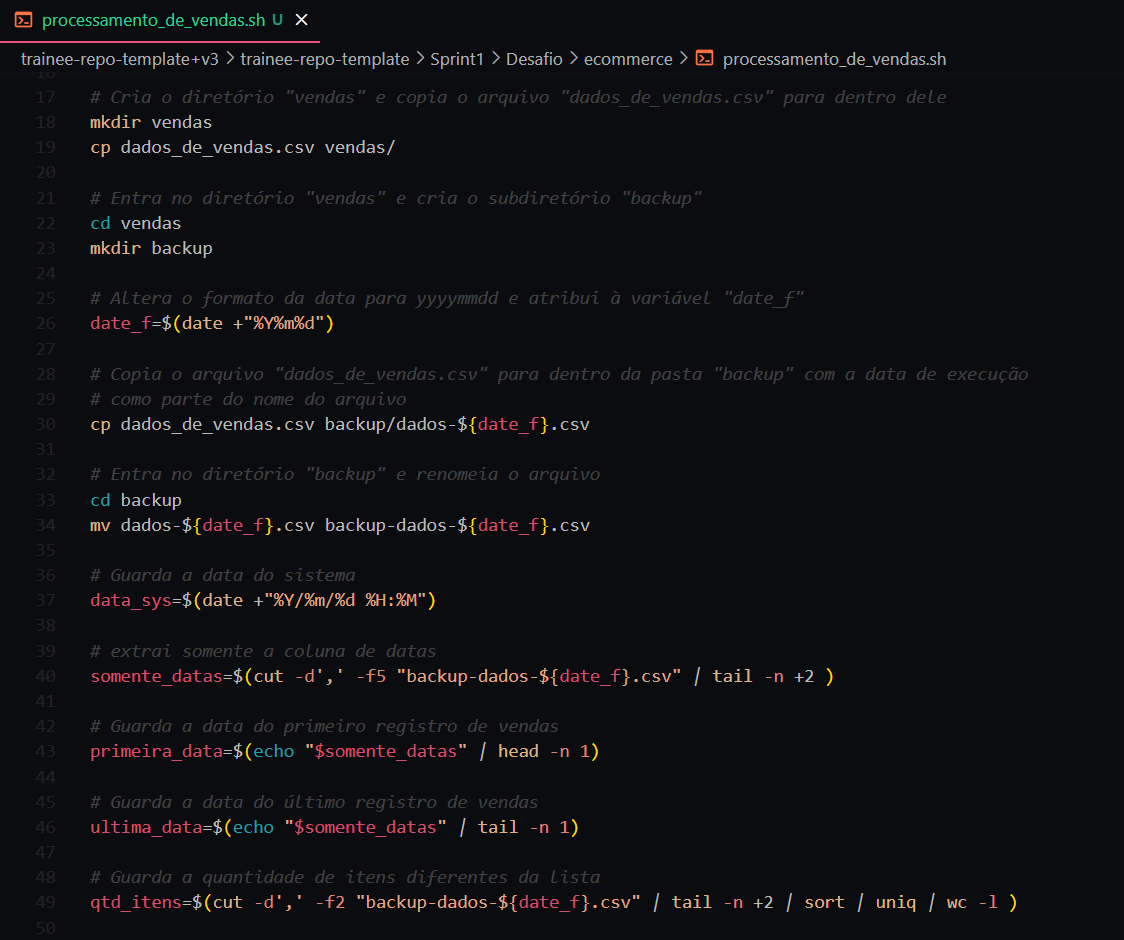 processamento_de_vendas.sh U
trainee-repo-template+v3 > trainee-repo-template > Sprint1 > Desafio > ecommerce > processamento_de_vendas.sh
16
17 # Cria o diretório "vendas" e copia o arquivo "dados_de_vendas.csv" para dentro dele
18 mkdir vendas
19 cp dados_de_vendas.csv vendas/
20
21 # Entra no diretório "vendas" e cria o subdiretório "backup"
22 cd vendas
23 mkdir backup
24
25 # Altera o formato da data para yyyymmdd e atribui à variável "date_f"
26 date_f=$(date +"%Y%m%d")
27
28 # Copia o arquivo "dados_de_vendas.csv" para dentro da pasta "backup" com a data de execução
29 # como parte do nome do arquivo
30 cp dados_de_vendas.csv backup/dados-${date_f}.csv
31
32 # Entra no diretório "backup" e renomeia o arquivo
33 cd backup
34 mv dados-${date_f}.csv backup-dados-${date_f}.csv
35
36 # Guarda a data do sistema
37 data_sys=$(date +"%Y/%m/%d %H:%M")
38
39 # extrai somente a coluna de datas
40 somente_datas=$(cut -d',' -f5 "backup-dados-${date_f}.csv" | tail -n +2 )
41
42 # Guarda a data do primeiro registro de vendas
43 primeira_data=$(echo "$somente_datas" | head -n 1)
44
45 # Guarda a data do último registro de vendas
46 ultima_data=$(echo "$somente_datas" | tail -n 1)
47
48 # Guarda a quantidade de itens diferentes da lista
49 qtd_itens=$(cut -d',' -f2 "backup-dados-${date_f}.csv" | tail -n +2 | sort | uniq | wc -l )
50